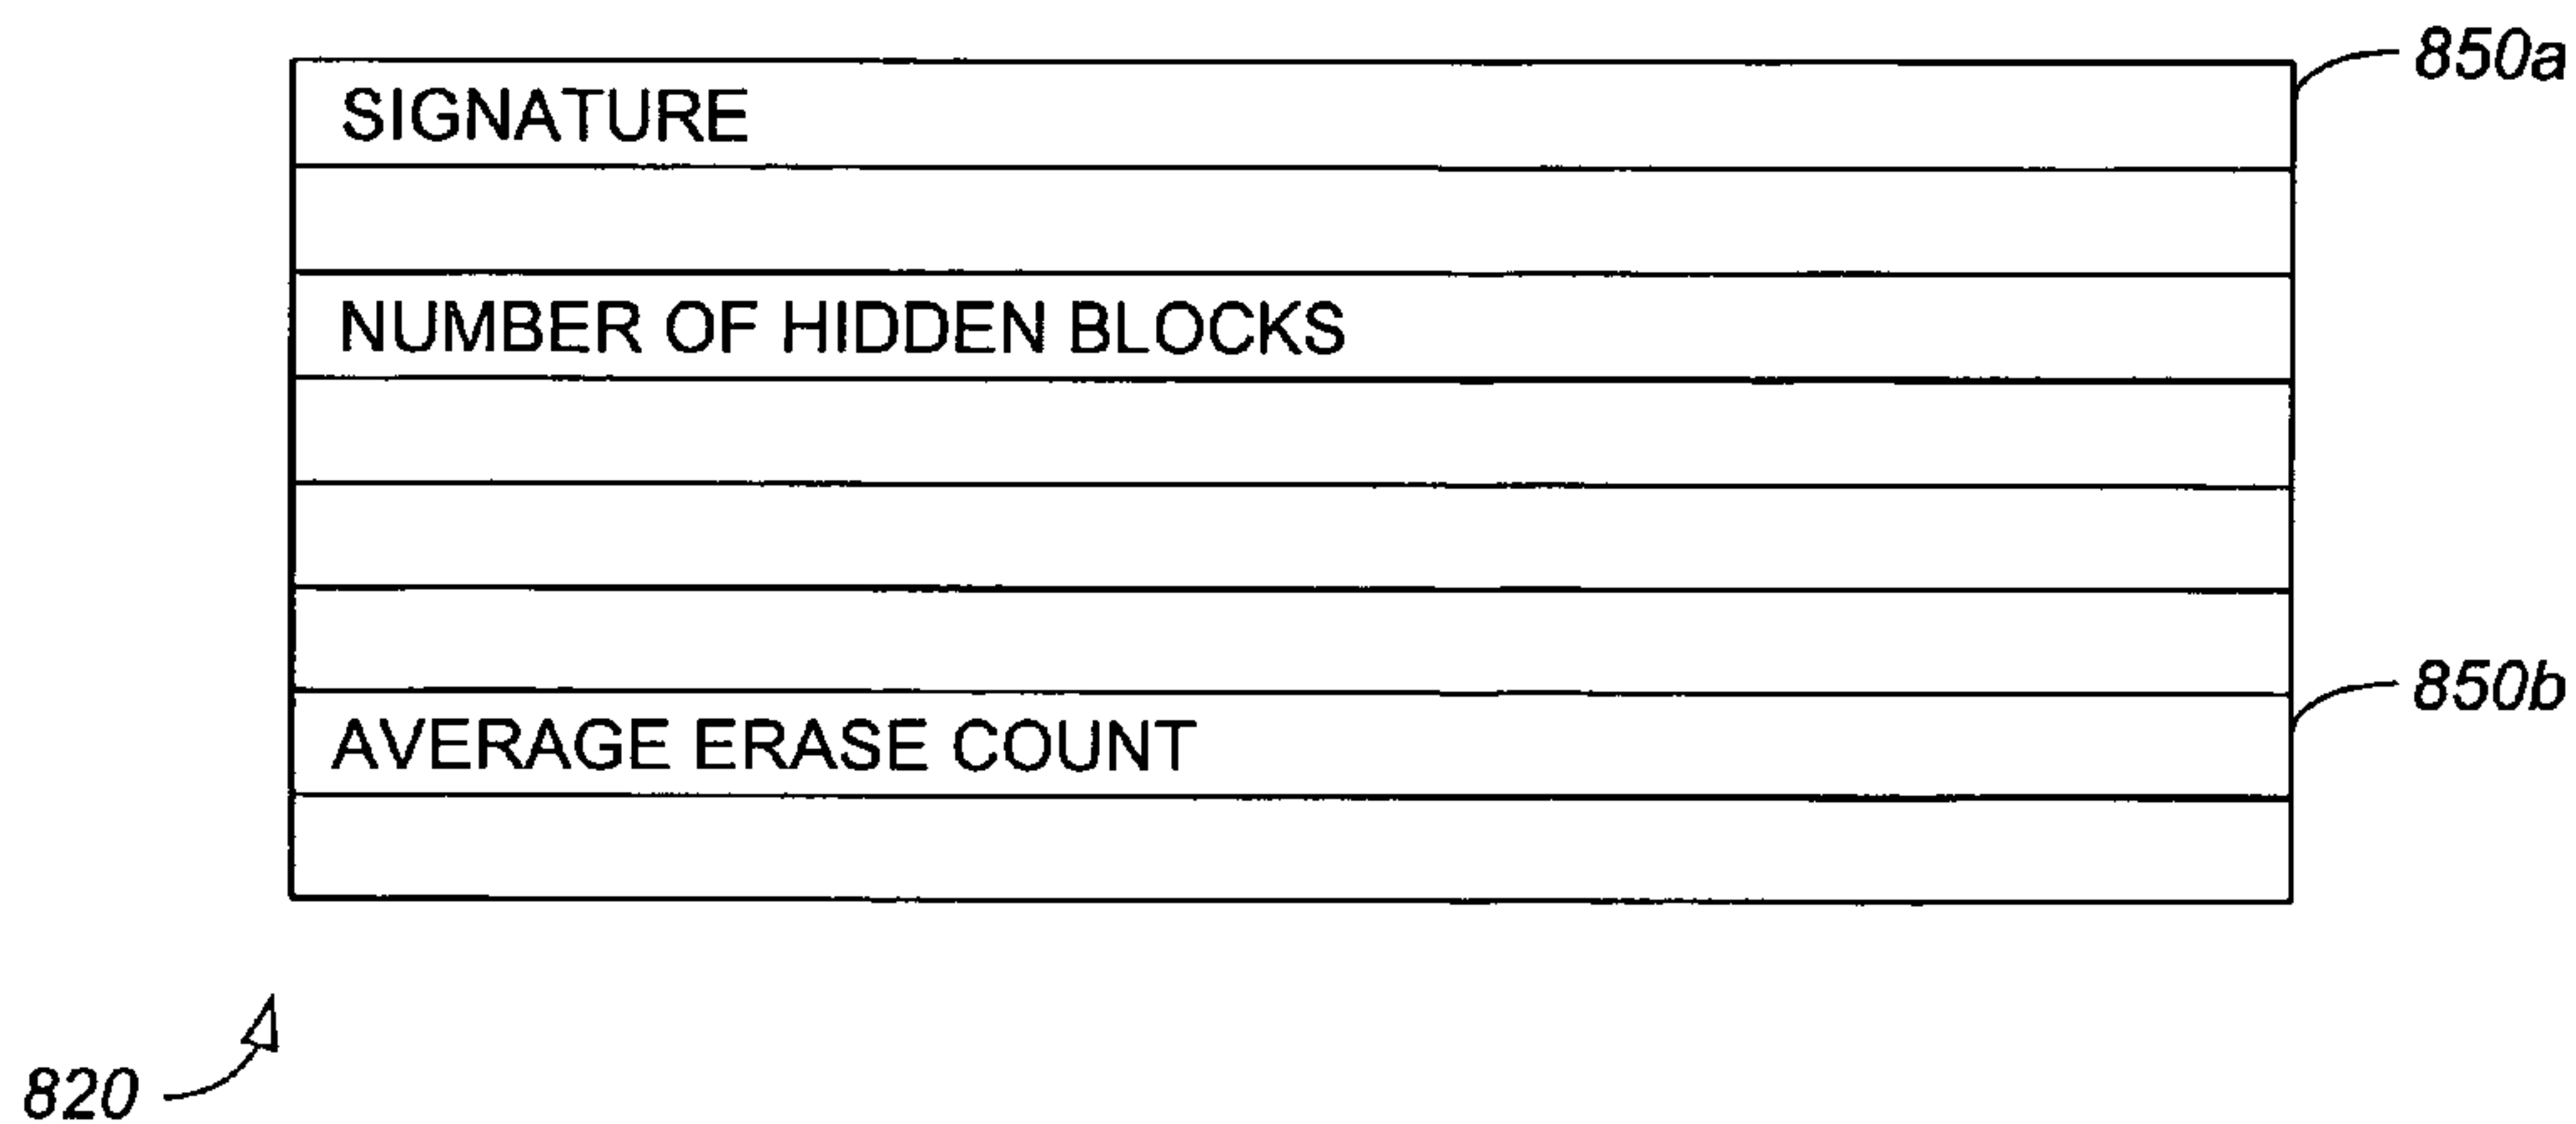 850a
SIGNATURE
NUMBER OF HIDDEN BLOCKS
850b
AVERAGE ERASE COUNT
820